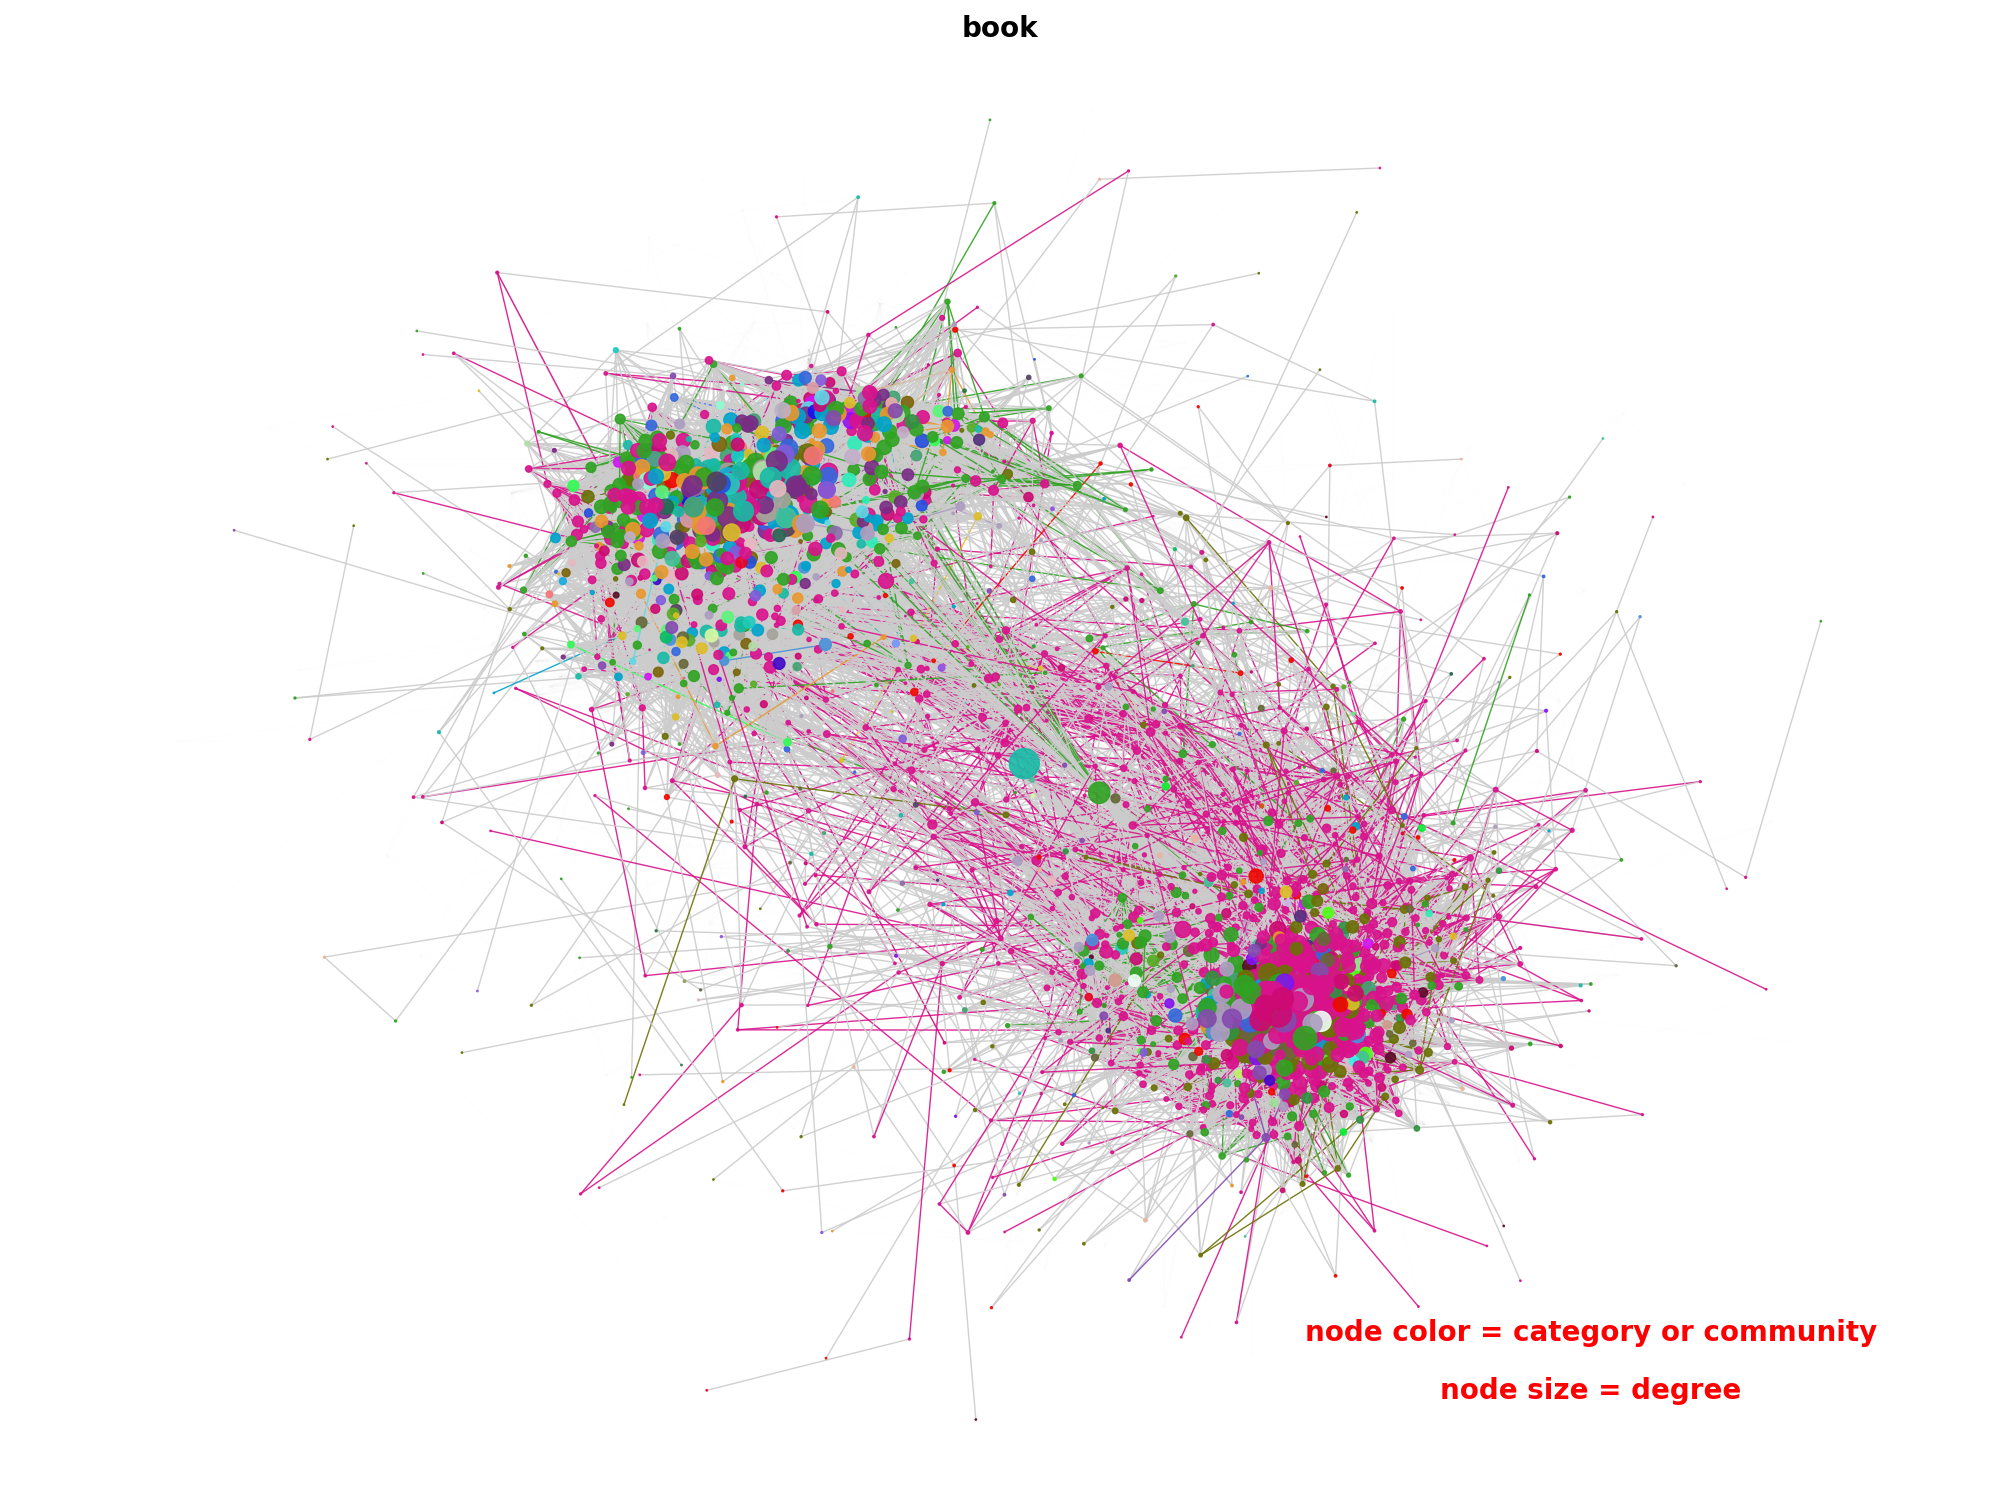 book
node color = category or community
node size = degree